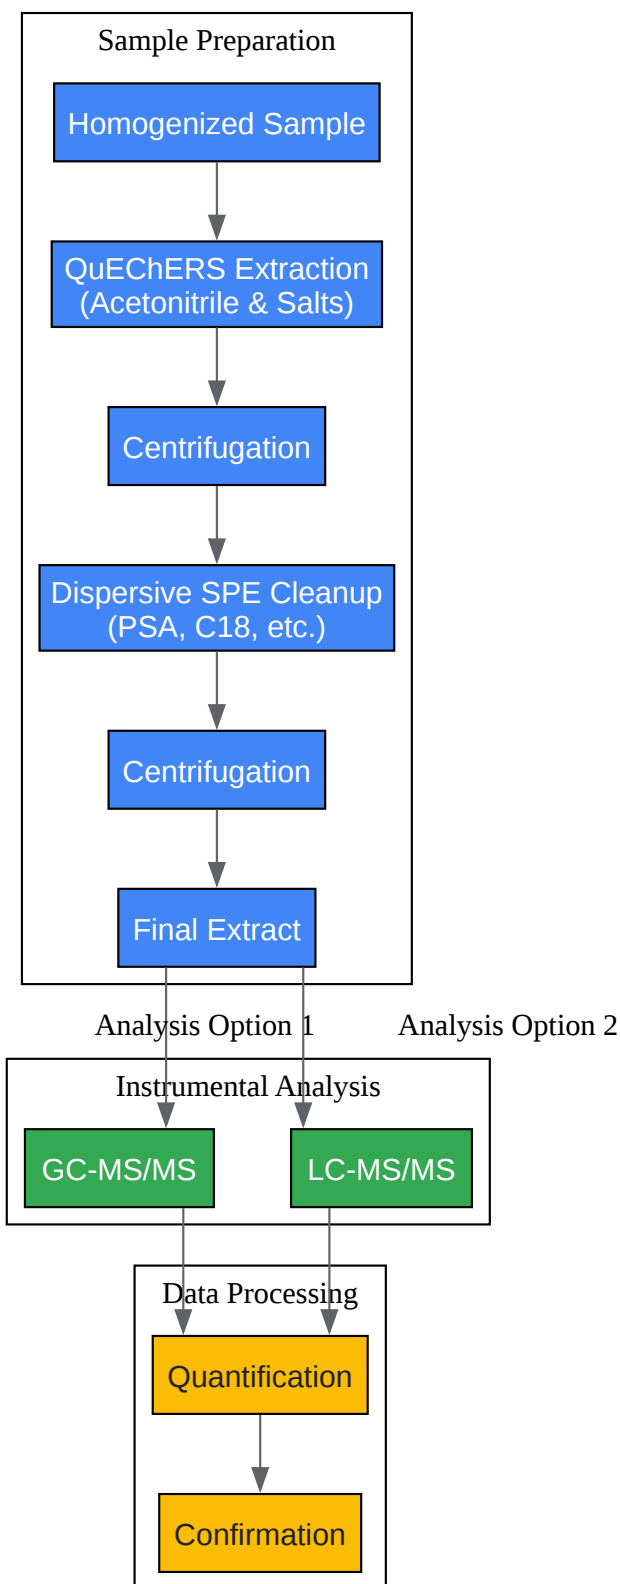 Sample Preparation
Homogenized Sample
QuEChERS Extraction
(Acetonitrile & Salts)
Centrifugation
Dispersive SPE Cleanup
(PSA, C18, etc.)
Centrifugation
Final Extract
Analysis Option 1
Analysis Option 2
Instrumental Analysis
GC-MS/MS
LC-MS/MS
Data Processing
Quantification
Confirmation